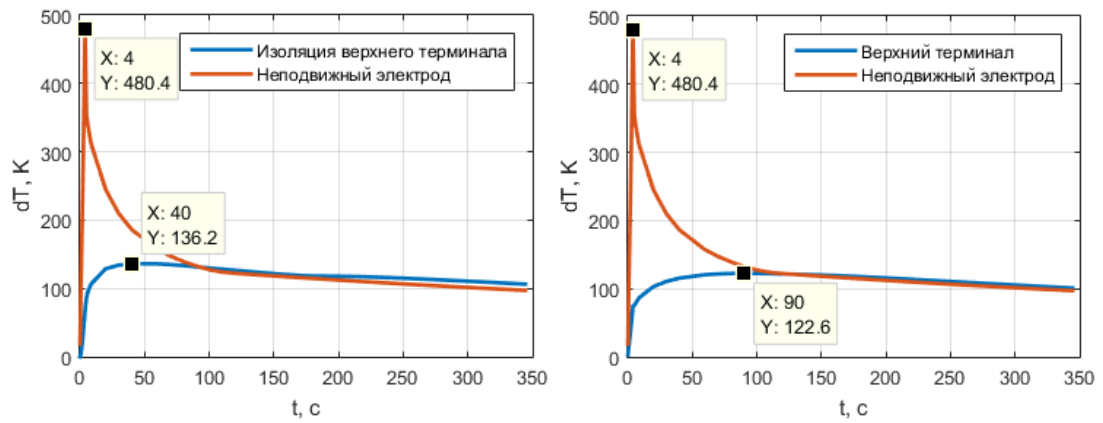 500
400
300
200
100
0
dT, K
X: 4
Y: 480.4
Изоляция верхнего терминала
Неподвижный электрод
X: 40
Y: 136.2
0 50 100 150 200 250 300 350
t, c
500
400
300
200
100
0
dT, K
X: 4
Y: 480.4
Верхний терминал
Неподвижный электрод
X: 90
Y: 122.6
0 50 100 150 200 250 300 350
t, c